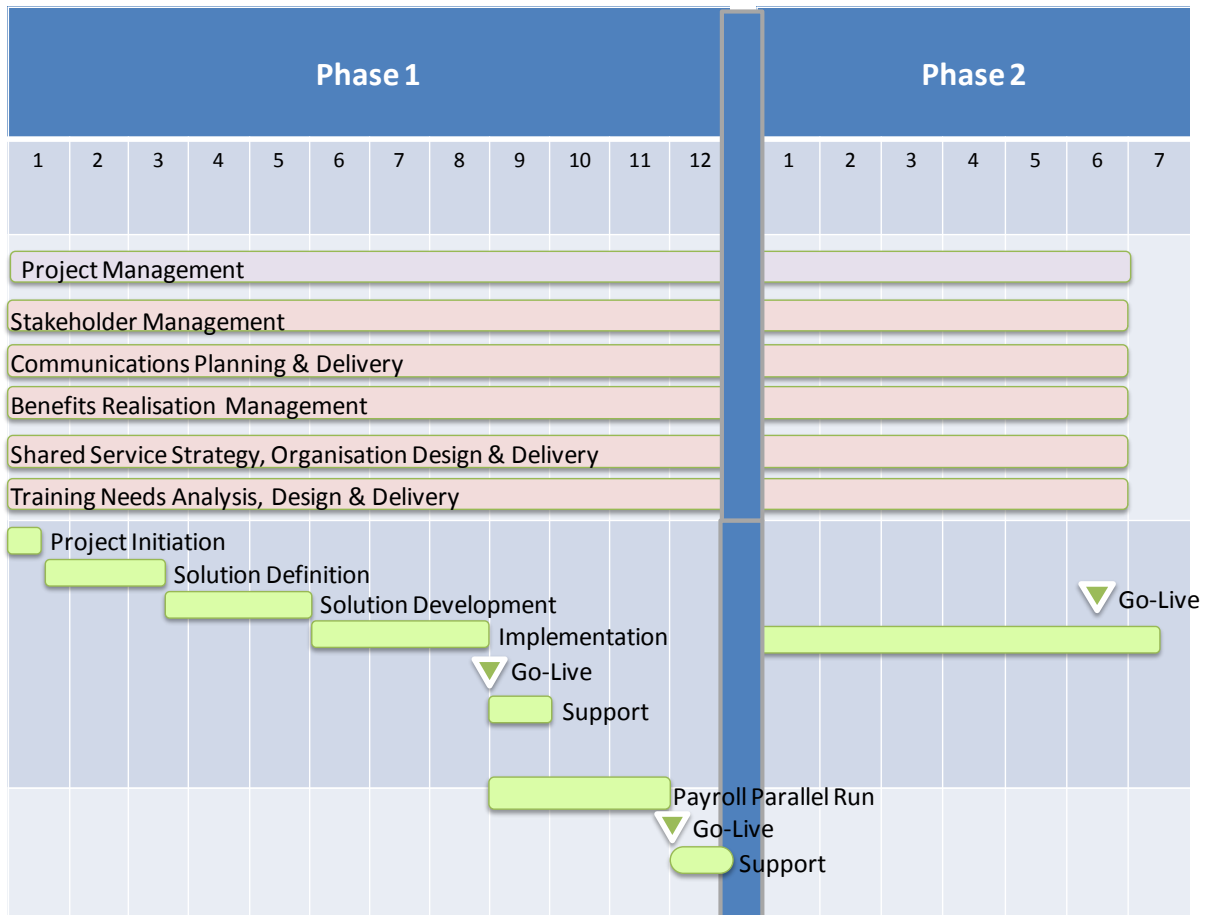 Phase 1
Phase 2
1 2 3 4 5 6 7 8 9 10 11 12 1 2 3 4 5 6 7
Project Management
Stakeholder Management
Communications Planning & Delivery
Benefits Realisation Management
Shared Service Strategy, Organisation Design & Delivery
Training Needs Analysis, Design & Delivery
Project Initiation
Solution Definition
Solution Development
Go-Live
Implementation
Go-Live
Support
Payroll Parallel Run
Go-Live
Support